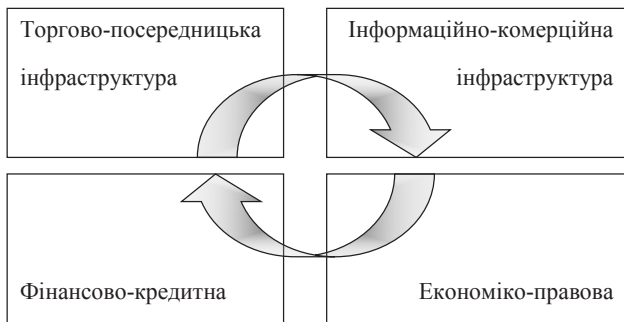 Торгово-посередницька
інфраструктура
Інформаційно-комерційна
інфраструктура
Фінансово-кредитна
Економіко-правова